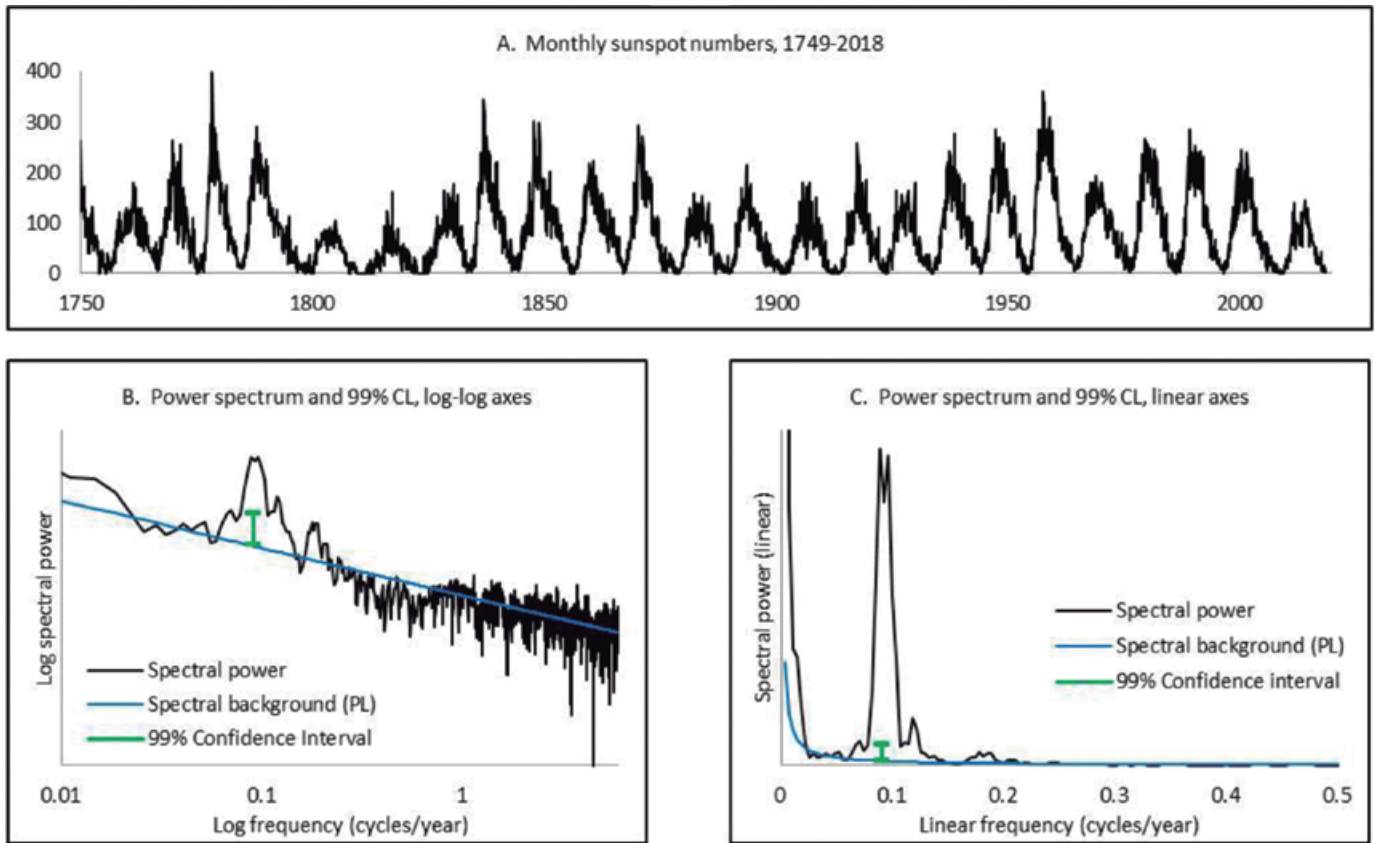 A. Monthly sunspot numbers, 1749-2018
400
300
200
100
0
1750 1800 1850 1900 1950 2000
B. Power spectrum and 99% CL, log-log axes
Log spectral power
Spectral power
Spectral background (PL)
99% Confidence Interval
0.01 0.1 1
Log frequency (cycles/year)
C. Power spectrum and 99% CL, linear axes
Spectral power (linear)
Spectral power
Spectral background (PL)
99% Confidence interval
0 0.1 0.2 0.3 0.4 0.5
Linear frequency (cycles/year)